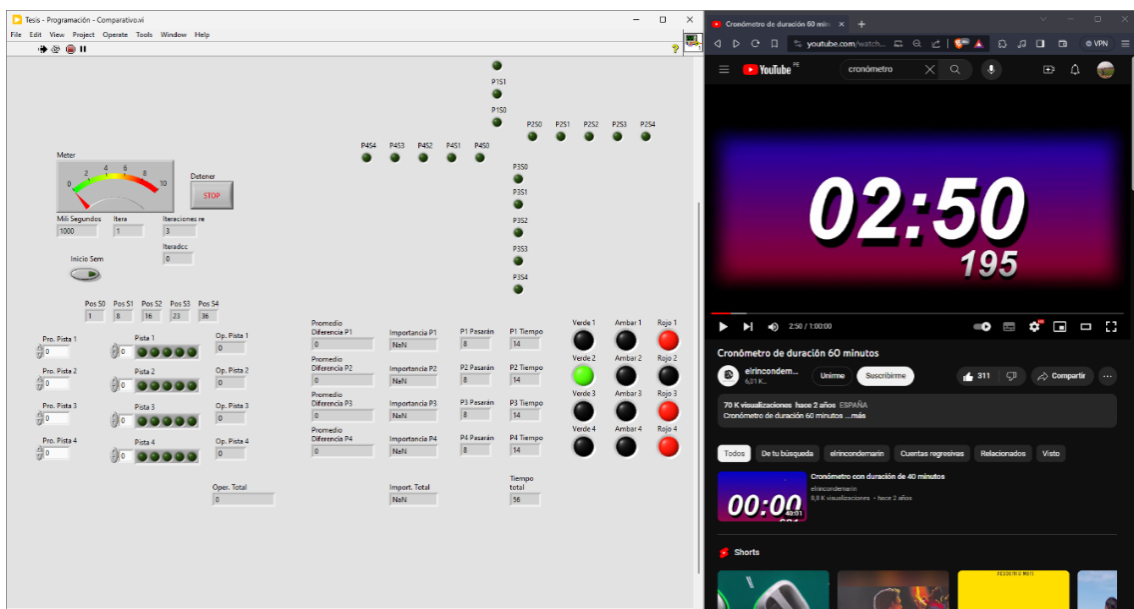 Tesis - Programación - Comparativo.vi
File Edit View Project Operate Tools Window Help
P1S1
P1S0
P2S0 P2S1 P2S2 P2S3 P2S4
P4S4 P4S3 P4S2 P4S1 P4S0
P3S0
P3S1
P3S2
P3S3
P3S4
Meter
0 2 4 6 8 10
Detener
STOP
Mili Segundos Itera Iteraciones re
1000 1 3
Iteradcc
0
Inicio Sem
Pos S0 Pos S1 Pos S2 Pos S3 Pos S4
1 8 16 23 36
Pro. Pista 1 Pista 1 Op. Pista 1
0 0 0
Pro. Pista 2 Pista 2 Op. Pista 2
0 0 0
Pro. Pista 3 Pista 3 Op. Pista 3
0 0 0
Pro. Pista 4 Pista 4 Op. Pista 4
0 0 0
Oper. Total
0
Promedio
Diferencia P1 Importancia P1 P1 Pasarán P1 Tiempo
0 NaN 8 14
Promedio
Diferencia P2 Importancia P2 P2 Pasarán P2 Tiempo
0 NaN 8 14
Promedio
Diferencia P3 Importancia P3 P3 Pasarán P3 Tiempo
0 NaN 8 14
Promedio
Diferencia P4 Importancia P4 P4 Pasarán P4 Tiempo
0 NaN 8 14
Import. Total
NaN
Tiempo
total
56
Verde 1 Ambar 1 Rojo 1
Verde 2 Ambar 2 Rojo 2
Verde 3 Ambar 3 Rojo 3
Verde 4 Ambar 4 Rojo 4
Cronómetro de duración 60 min
youtube.com/watch...
VPN
YouTube PE
cronómetro
02:50
195
2:50 / 1:00:00
Cronómetro de duración 60 minutos
elrincondem...
6,01 K...
Unirme
Suscribirme
311
Compartir
70 K visualizaciones hace 2 años ESPAÑA
Cronómetro de duración 60 minutos ...más
Todos De tu búsqueda elrincondemarin Cuentas regresivas Relacionados Visto
Cronómetro con duración de 40 minutos
elrincondemarin
8,8 K visualizaciones • hace 2 años
00:00
40:01
Shorts